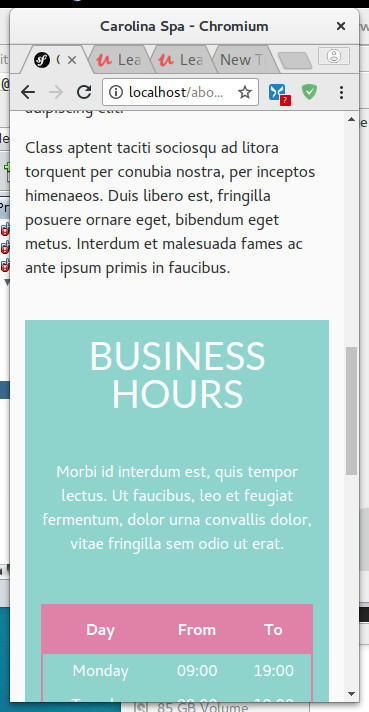 Carolina Spa - Chromium
Lea
Lea
New T
localhost/abo...
adipiscing elit.
Class aptent taciti sociosqu ad litora
torquent per conubia nostra, per inceptos
himenaeos. Duis libero est, fringilla
posuere ornare eget, bibendum eget
metus. Interdum et malesuada fames ac
ante ipsum primis in faucibus.
BUSINESS
HOURS
Morbi id interdum est, quis tempor
lectus. Ut faucibus, leo et feugiat
fermentum, dolor urna convallis dolor,
vitae fringilla sem odio ut erat.
Day From To
Monday 09:00 19:00
85 GB Volume